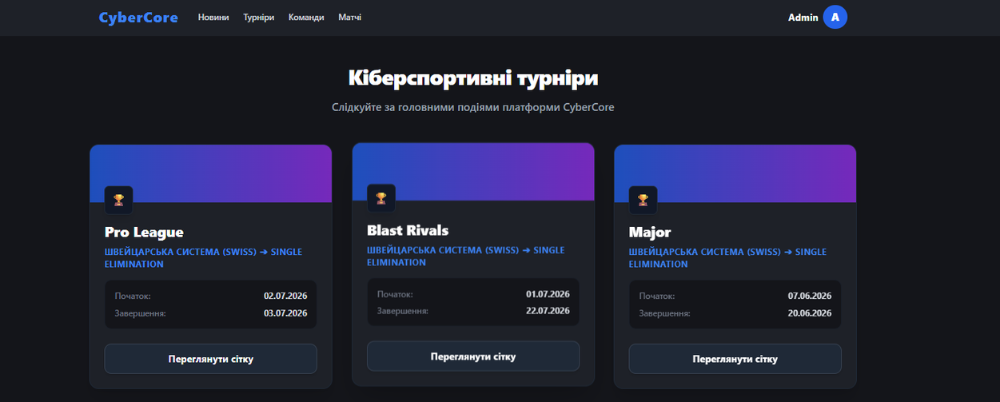 CyberCore
Новини
Турніри
Команди
Матчі
Admin
A
Кіберспортивні турніри
Слідкуйте за головними подіями платформи CyberCore
Pro League
ШВЕЙЦАРСЬКА СИСТЕМА (SWISS) ➔ SINGLE
ELIMINATION
Початок: 02.07.2026
Завершення: 03.07.2026
Переглянути сітку
Blast Rivals
ШВЕЙЦАРСЬКА СИСТЕМА (SWISS) ➔ SINGLE
ELIMINATION
Початок: 01.07.2026
Завершення: 22.07.2026
Переглянути сітку
Major
ШВЕЙЦАРСЬКА СИСТЕМА (SWISS) ➔ SINGLE
ELIMINATION
Початок: 07.06.2026
Завершення: 20.06.2026
Переглянути сітку